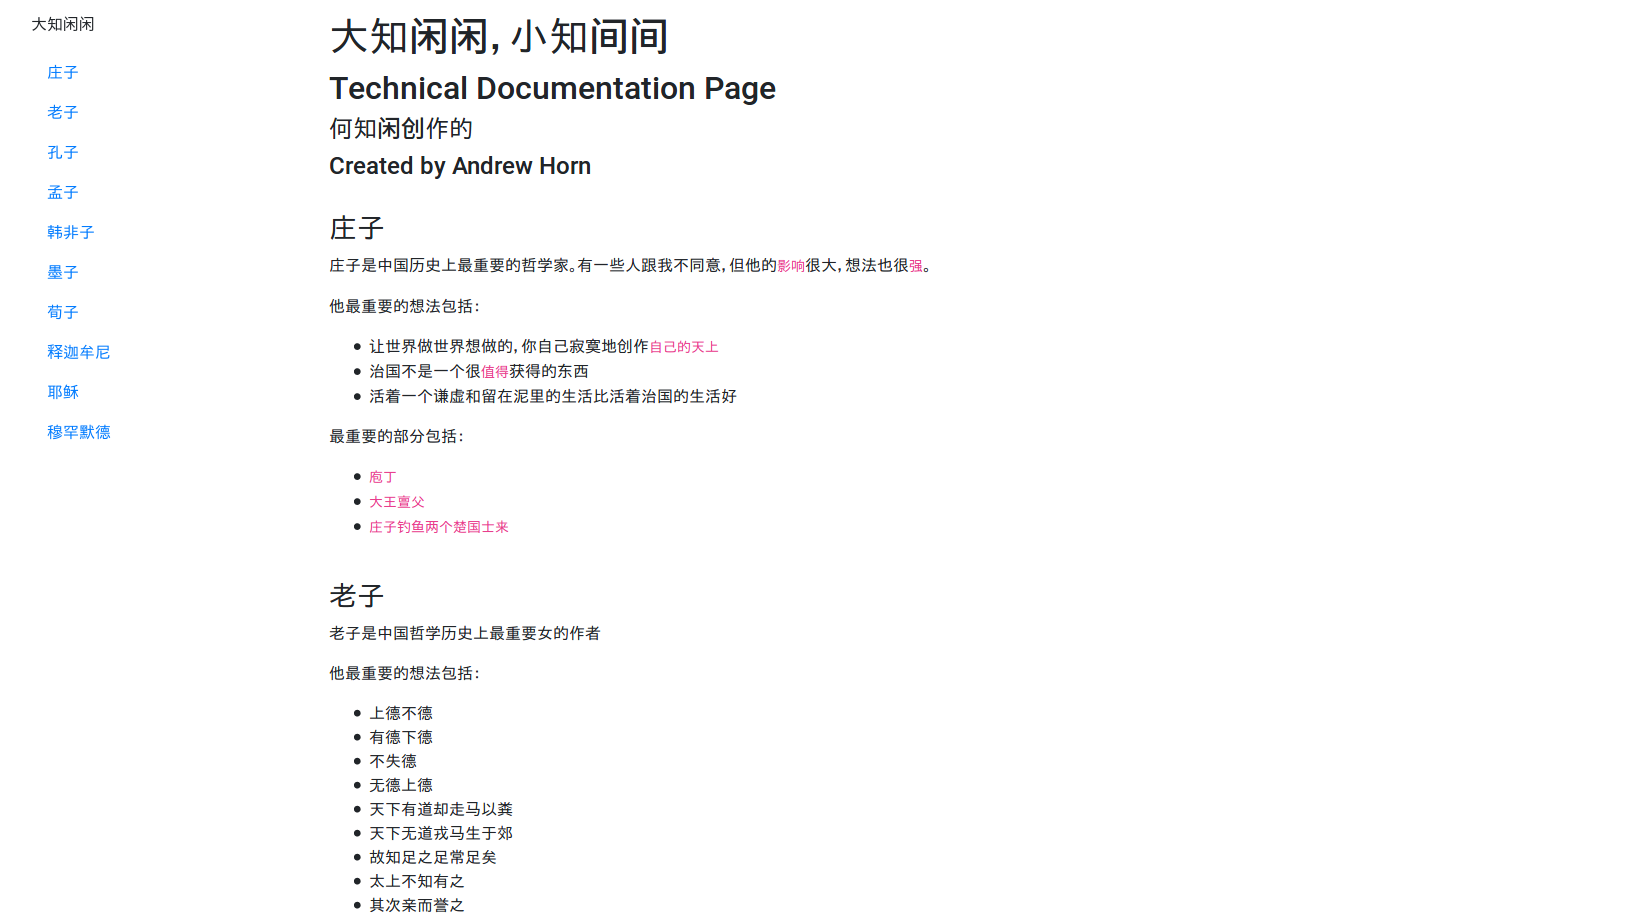 大知闲闲
庄子
老子
孔子
孟子
韩非子
墨子
荀子
释迦牟尼
耶稣
穆罕默德
大知闲闲, 小知间间
Technical Documentation Page
何知闲创作的
Created by Andrew Horn
庄子
庄子是中国历史上最重要的哲学家。有一些人跟我不同意, 但他的影响很大, 想法也很强。
他最重要的想法包括:
让世界做世界想做的, 你自己寂寞地创作自己的天上
治国不是一个很值得获得的东西
活着一个谦虚和留在泥里的生活比活着治国的生活好
最重要的部分包括:
庖丁
大王亶父
庄子钓鱼两个楚国士来
老子
老子是中国哲学历史上最重要女的作者
他最重要的想法包括:
上德不德
有德下德
不失德
无德上德
天下有道却走马以粪
天下无道戎马生于郊
故知足之足常足矣
太上不知有之
其次亲而誉之